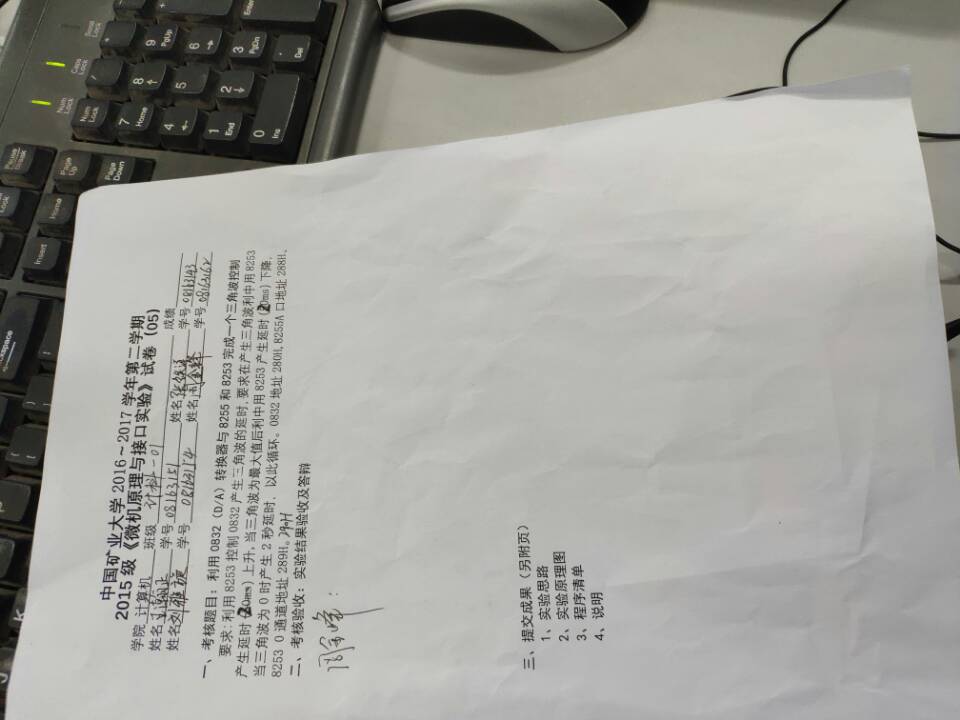 中国矿业大学 2016～2017 学年第二学期
2015 级《微机原理与接口实验》试卷（05）
学院 计算机 班级 计科-01 成绩
姓名 学号 08163151 姓名 学号 08163143
姓名 刘雅旋 学号 08163154 姓名 周金峰 学号 08163162
一、考核题目：利用 0832（D/A）转换器与 8255 和 8253 完成一个三角波控制
要求：利用 8253 控制 0832 产生三角波的延时，要求在产生三角波利中用 8253
产生延时（20ms）上升，当三角波为最大值后利中用 8253 产生延时（20ms）下降，
当三角波为 0 时产生 2 秒延时，以此循环。0832 地址 280H，8255A 口地址 288H、
8253 0 通道地址 289H。290H
二、考核验收：实验结果验收及答辩
周金峰：
三、提交成果（另附页）
1、实验思路
2、实验原理图
3、程序清单
4、说明
K
Backspace
Insert
Home
Page Up
Page Down
Pause
Break
Num Lock
Caps Lock
Scroll Lock
Num Lock
/
7 Home
8
9 PgUp
4
5
6
1 End
2
3 PgDn
Enter
0 Ins
Del